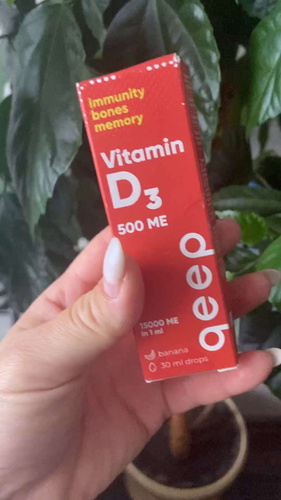 immunity
bones
memory
Vitamin
D3
500 ME
qeep
15000 ME
in 1 ml
banana
30 ml drops